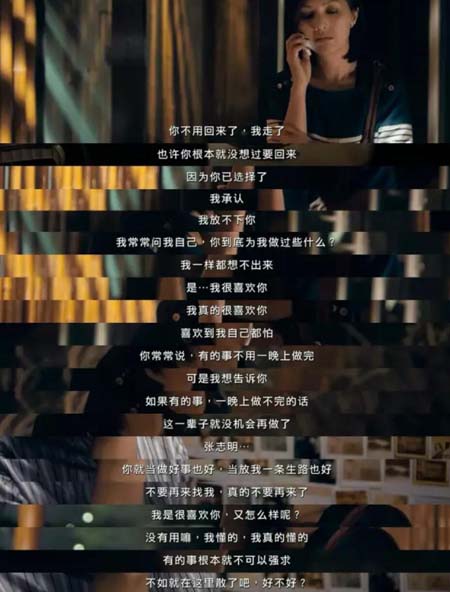 你不用回来了，我走了
也许你根本就没想过要回来
因为你已选择了
我承认
我放不下你
我常常问我自己，你到底为我做过些什么？
我一样都想不出来
是…我很喜欢你
我真的很喜欢你
喜欢到我自己都怕
你常常说，有的事不用一晚上做完
可是我想告诉你
如果有的事，一晚上做不完的话
这一辈子就没机会再做了
张志明…
你就当做好事也好，当放我一条生路也好
不要再来找我，真的不要再来了
我是很喜欢你，又怎么样呢？
没有用嘛，我懂的，我真的懂的
有的事根本就不可以强求
不如就在这里散了吧，好不好？